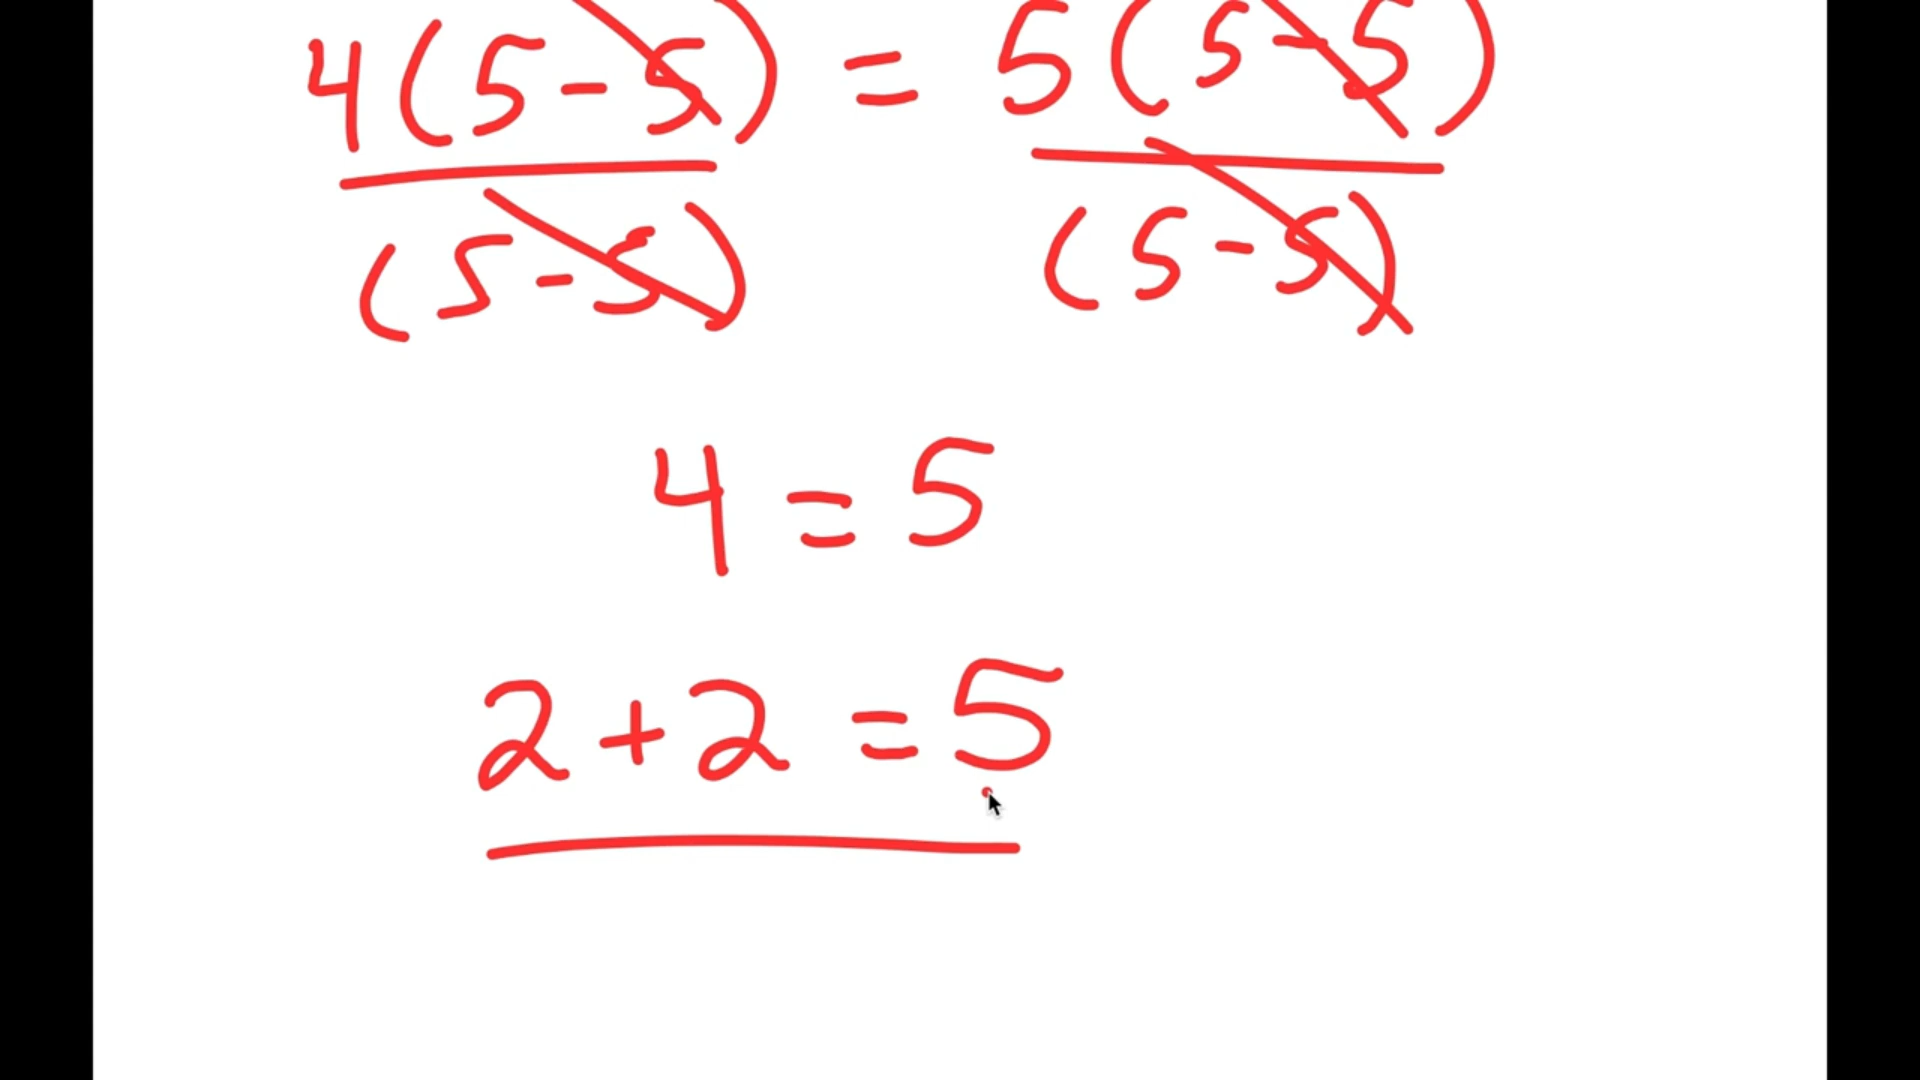 4(5-5) = 5(5-5)
(5-5) (5-5)
4 = 5
2+2 = 5